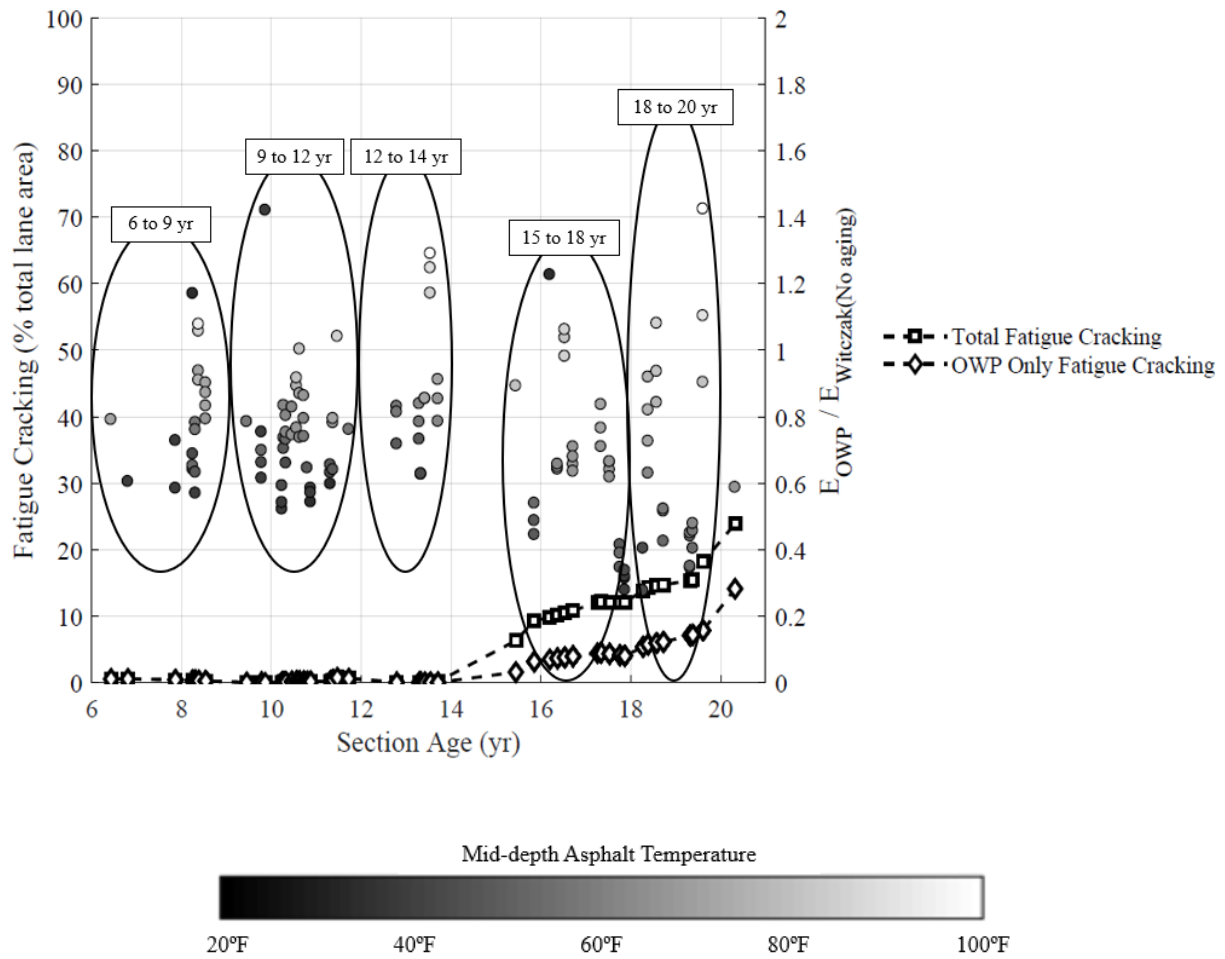 100
90
80
70
60
50
40
30
20
10
0
Fatigue Cracking (% total lane area)
6
8
10
12
14
16
18
20
Section Age (yr)
2
1.8
1.6
1.4
1.2
1
0.8
0.6
0.4
0.2
0
E_OWP / E_Witczak(No aging)
6 to 9 yr
9 to 12 yr
12 to 14 yr
15 to 18 yr
18 to 20 yr
Total Fatigue Cracking
OWP Only Fatigue Cracking
Mid-depth Asphalt Temperature
20ºF
40ºF
60ºF
80ºF
100ºF